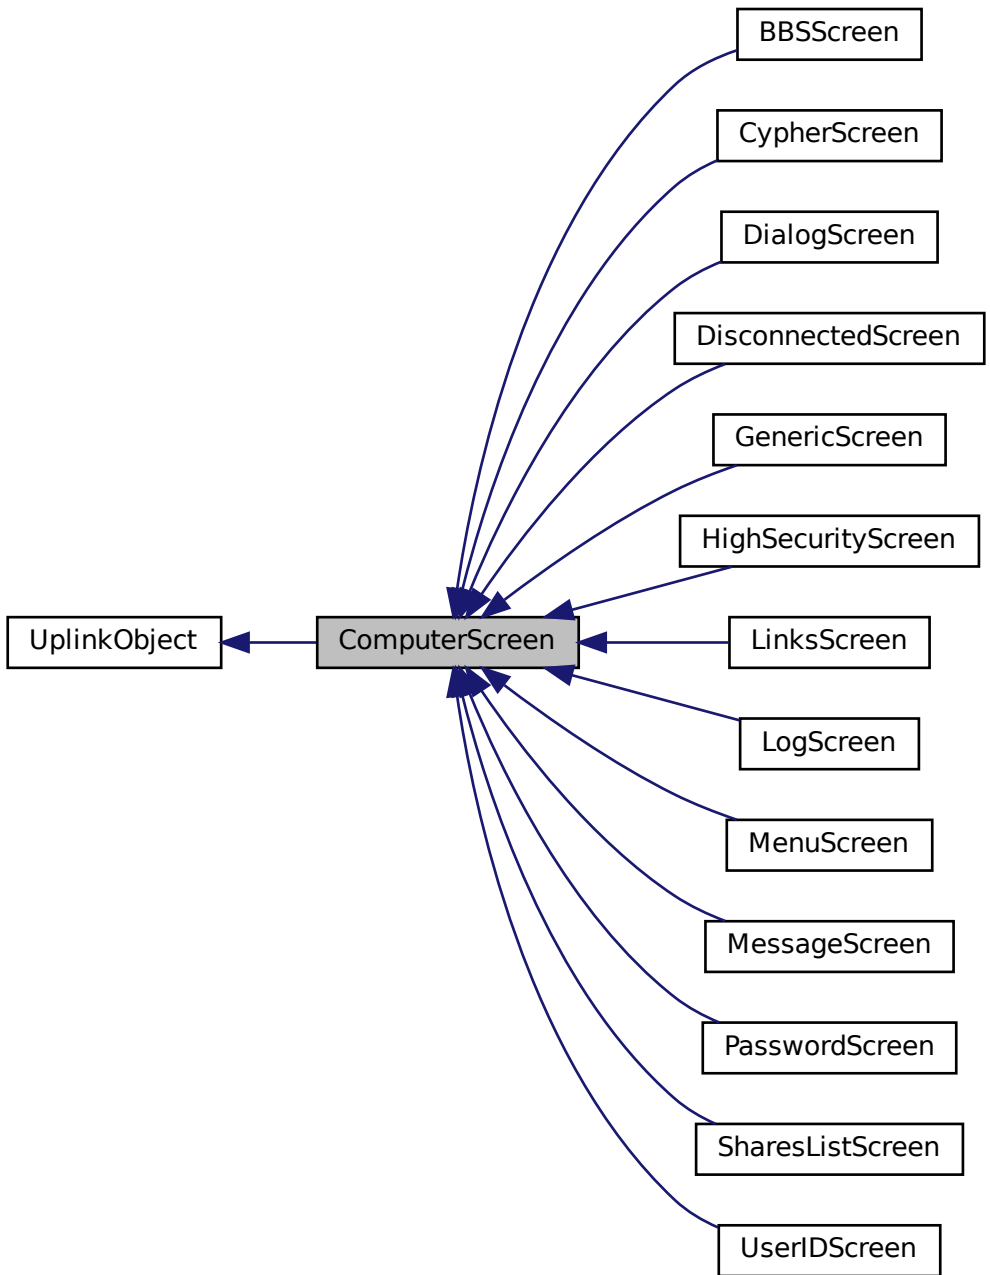 BBSScreen
CypherScreen
DialogScreen
DisconnectedScreen
GenericScreen
HighSecurityScreen
UplinkObject
ComputerScreen
LinksScreen
LogScreen
MenuScreen
MessageScreen
PasswordScreen
SharesListScreen
UserIDScreen